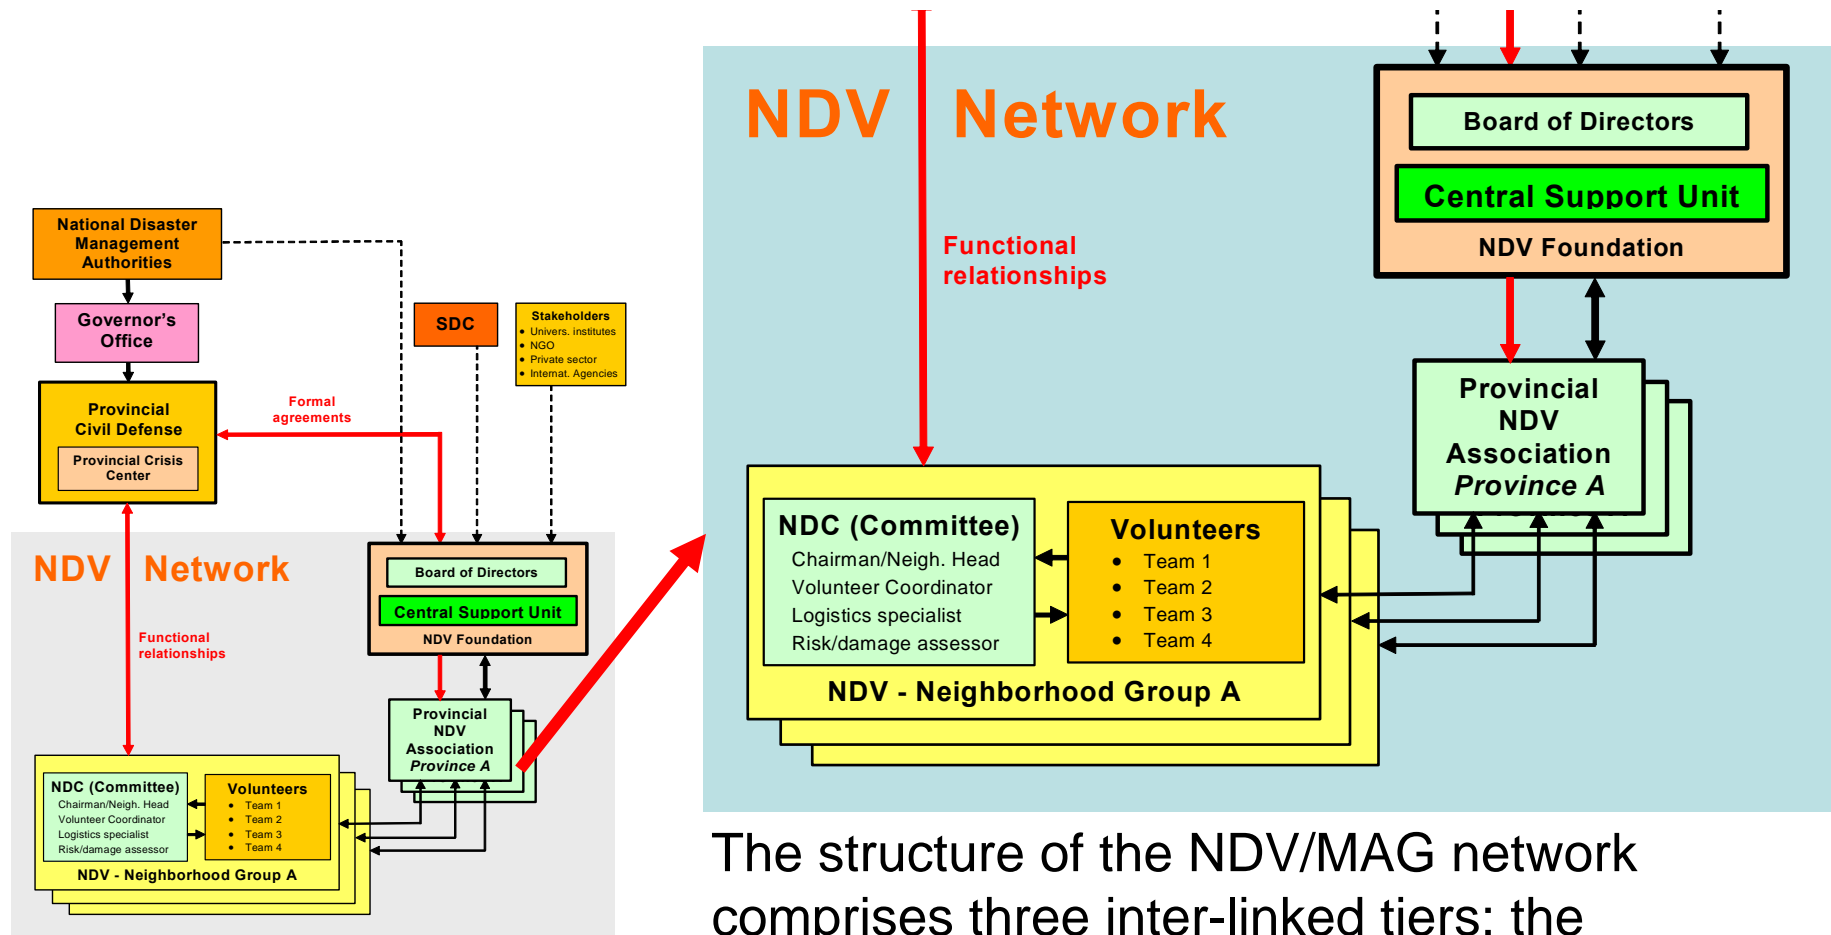 National Disaster
Management
Authorities
Governor's
Office
SDC
Stakeholders
● Univers. institutes
● NGO
● Private sector
● Internat. Agencies
Provincial
Civil Defense
Provincial Crisis
Center
Formal
agreements
NDV Network
Board of Directors
Central Support Unit
NDV Foundation
Functional
relationships
Provincial
NDV
Association
Province A
NDC (Committee)
Chairman/Neigh. Head
Volunteer Coordinator
Logistics specialist
Risk/damage assessor
Volunteers
● Team 1
● Team 2
● Team 3
● Team 4
NDV - Neighborhood Group A
NDV Network
Board of Directors
Central Support Unit
NDV Foundation
Functional
relationships
Provincial
NDV
Association
Province A
NDC (Committee)
Chairman/Neigh. Head
Volunteer Coordinator
Logistics specialist
Risk/damage assessor
Volunteers
● Team 1
● Team 2
● Team 3
● Team 4
NDV - Neighborhood Group A
The structure of the NDV/MAG network
comprises three inter-linked tiers: the